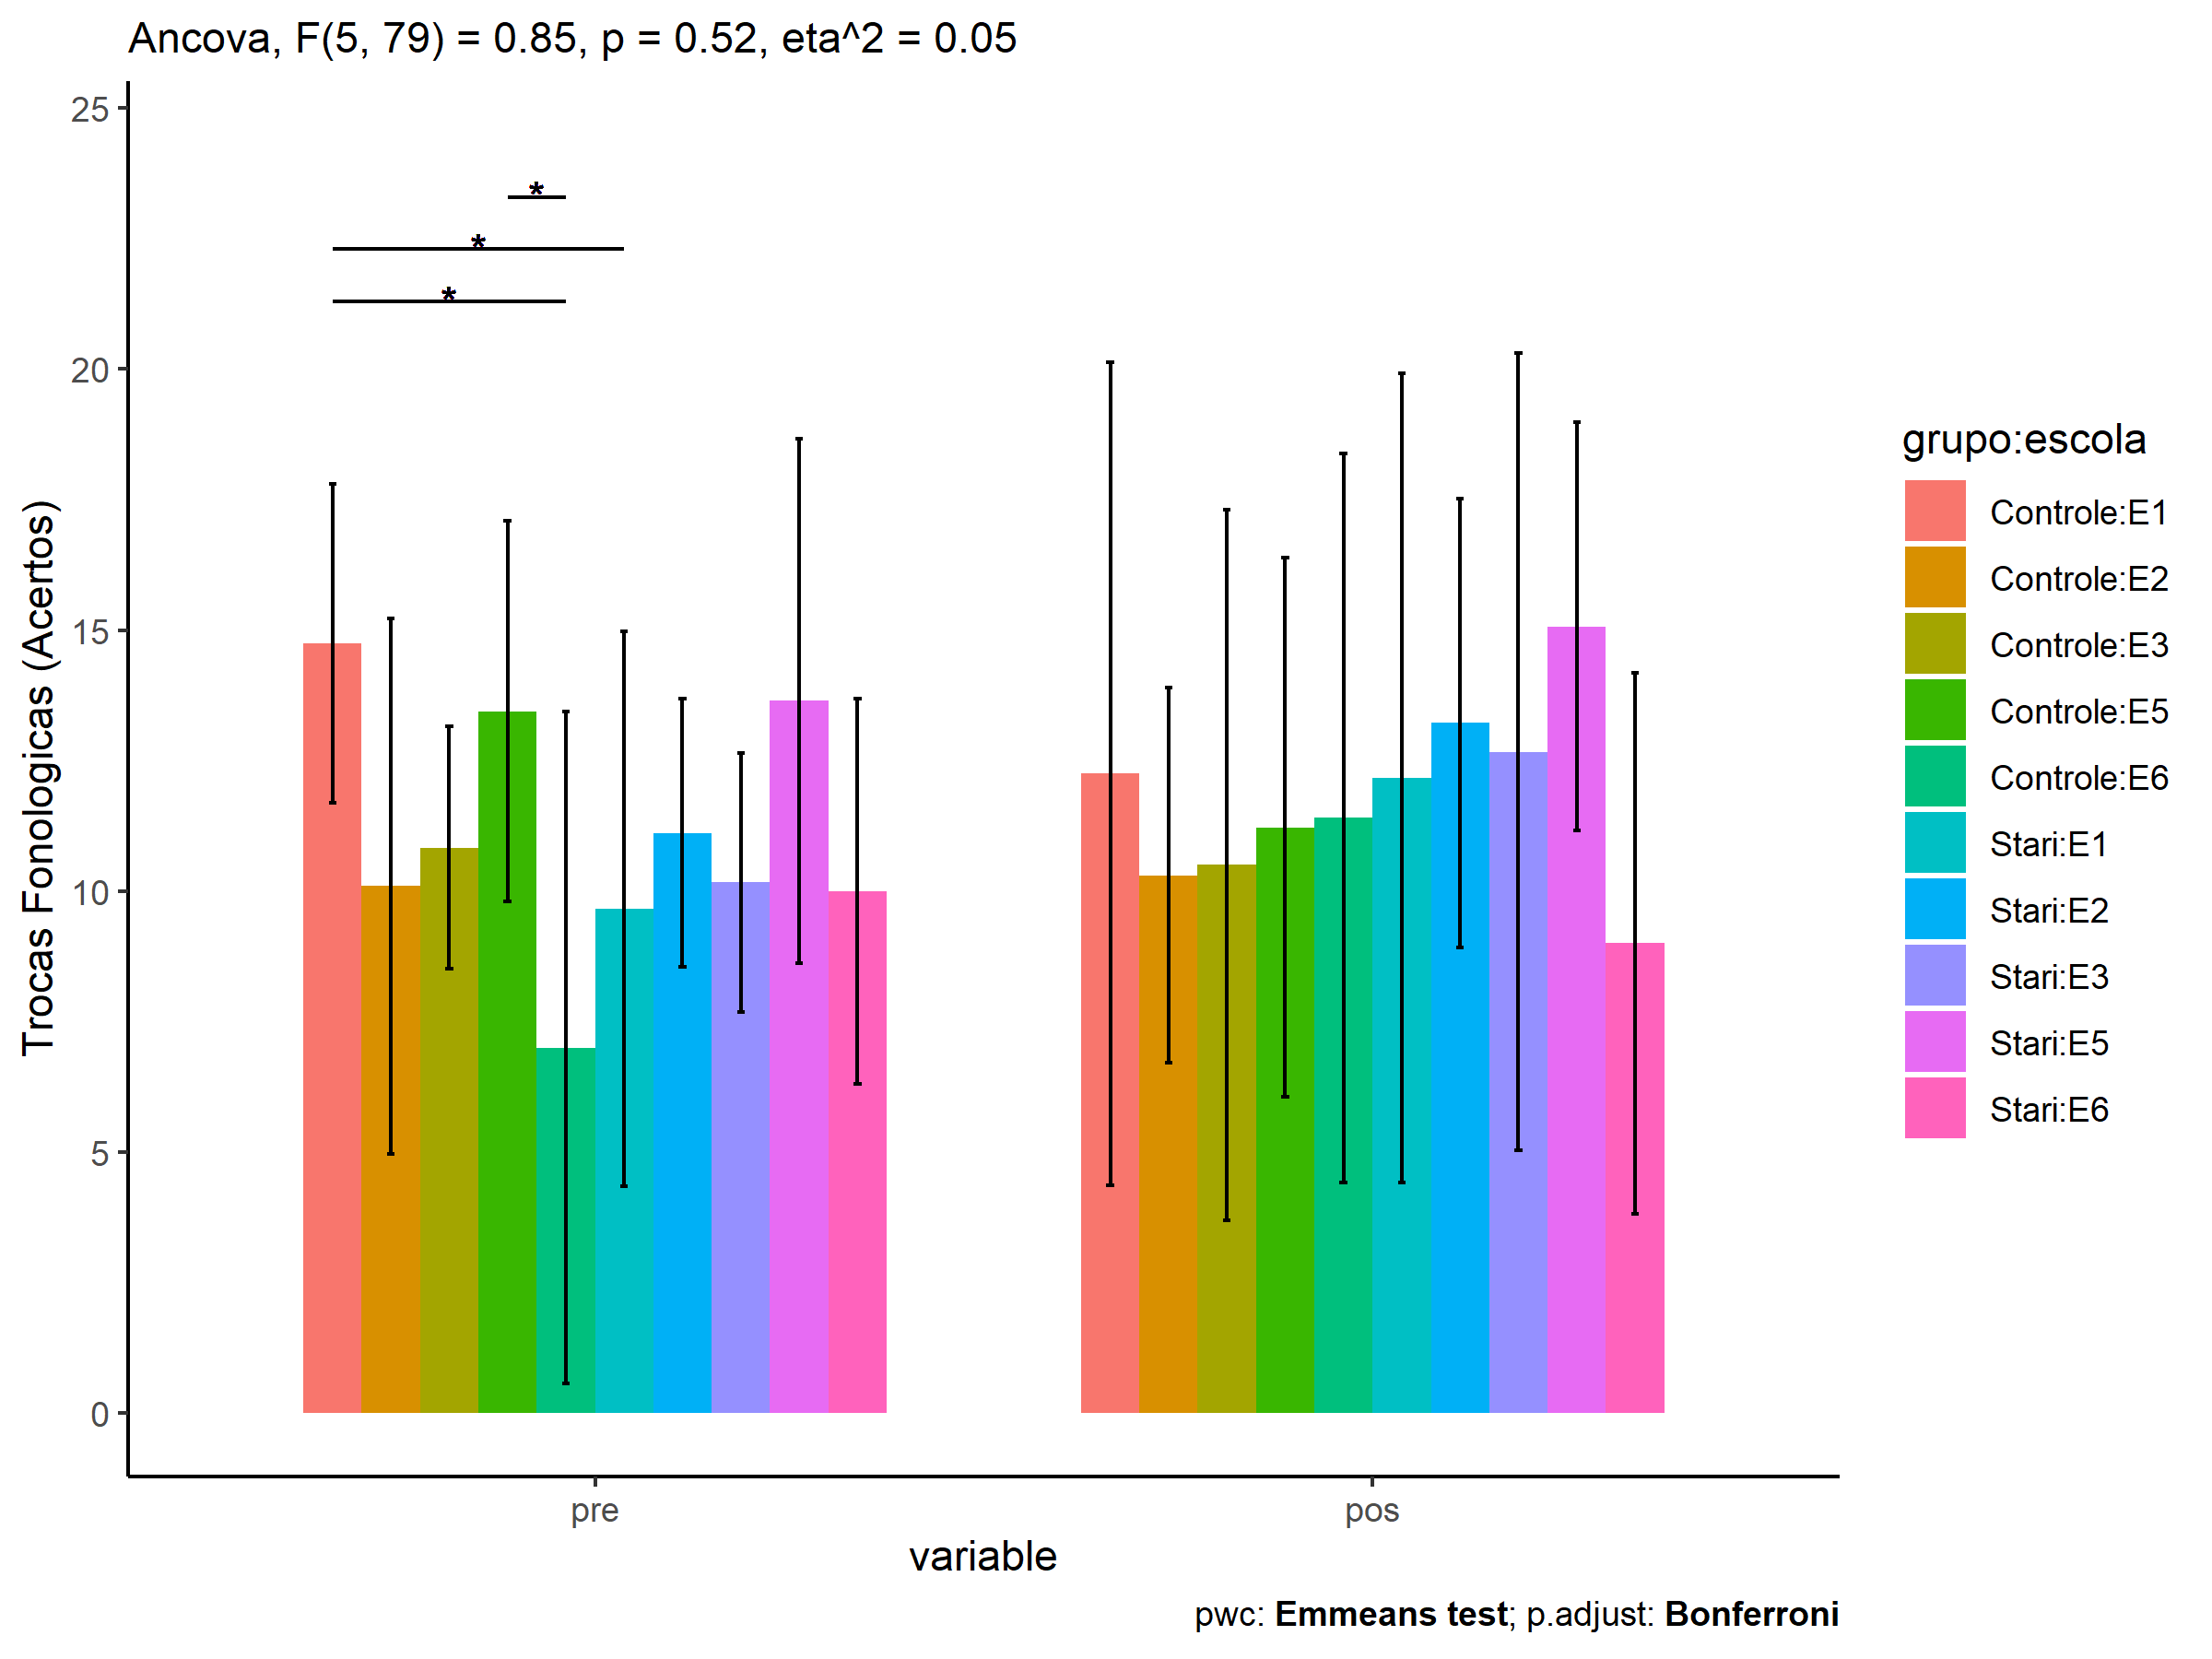 Ancova, F(5, 79) = 0.85, p = 0.52, eta^2 = 0.05
Trocas Fonologicas (Acertos)
25
20
15
10
5
0
*
*
*
pre
pos
variable
grupo:escola
Controle:E1
Controle:E2
Controle:E3
Controle:E5
Controle:E6
Stari:E1
Stari:E2
Stari:E3
Stari:E5
Stari:E6
pwc: Emmeans test; p.adjust: Bonferroni